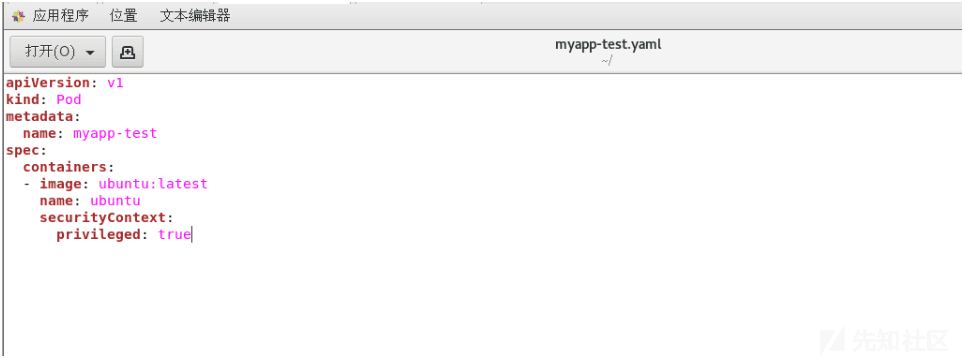 应用程序 位置 文本编辑器
打开(O)
myapp-test.yaml
~/
apiVersion: v1
kind: Pod
metadata:
  name: myapp-test
spec:
  containers:
  - image: ubuntu:latest
    name: ubuntu
    securityContext:
      privileged: true
先知社区